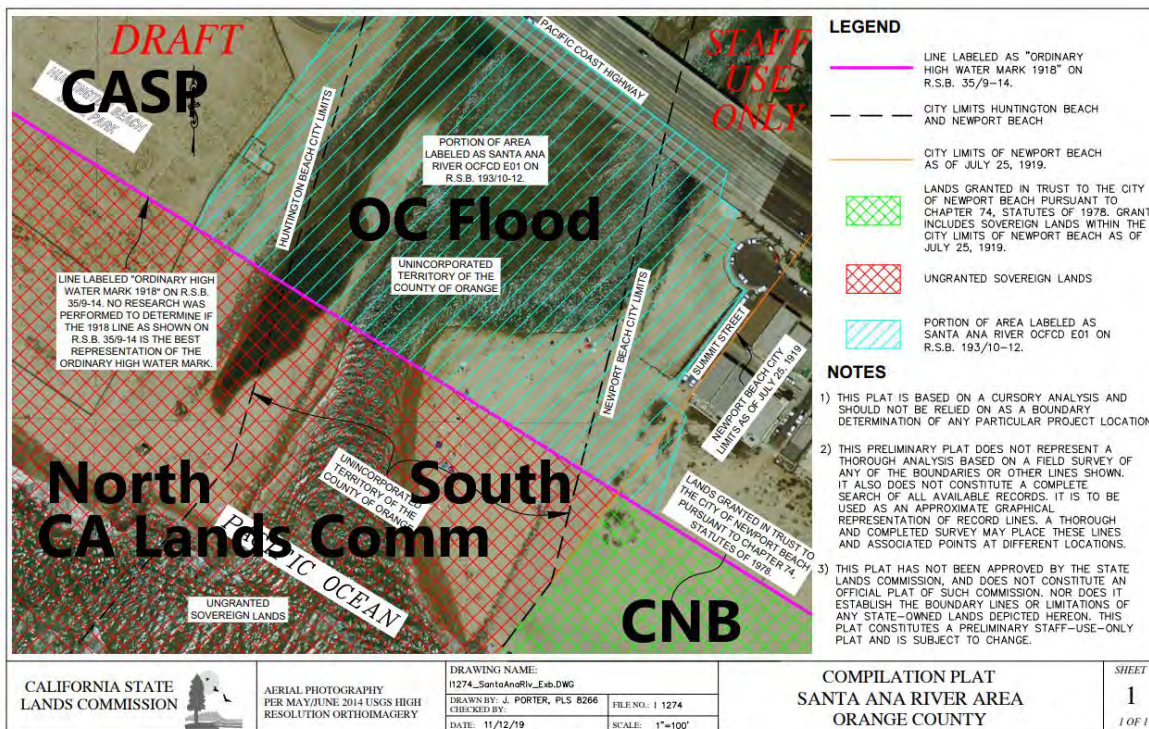 DRAFT
STAFF
USE
ONLY
CASP
HUNTINGTON BEACH
PARK
PACIFIC COAST HIGHWAY
HUNTINGTON BEACH CITY LIMITS
PORTION OF AREA
LABELED AS SANTA ANA
RIVER OCFCD E01 ON
R.S.B. 193/10-12.
OC Flood
UNINCORPORATED
TERRITORY OF THE
COUNTY OF ORANGE
NEWPORT BEACH CITY LIMITS
SUMMIT STREET
NEWPORT BEACH CITY
LIMITS AS OF JULY 25, 1919
LINE LABELED "ORDINARY HIGH
WATER MARK 1918" ON R.S.B.
35/9-14. NO RESEARCH WAS
PERFORMED TO DETERMINE IF
THE 1918 LINE AS SHOWN ON
R.S.B. 35/9-14 IS THE BEST
REPRESENTATION OF THE
ORDINARY HIGH WATER MARK.
North
South
CA Lands Comm
UNINCORPORATED
TERRITORY OF THE
COUNTY OF ORANGE
PACIFIC OCEAN
UNGRANTED
SOVEREIGN LANDS
LANDS GRANTED IN TRUST TO
THE CITY OF NEWPORT BEACH
PURSUANT TO CHAPTER 74,
STATUTES OF 1978
CNB
LEGEND
LINE LABELED AS "ORDINARY
HIGH WATER MARK 1918" ON
R.S.B. 35/9-14.
CITY LIMITS HUNTINGTON BEACH
AND NEWPORT BEACH
CITY LIMITS OF NEWPORT BEACH
AS OF JULY 25, 1919.
LANDS GRANTED IN TRUST TO THE CITY
OF NEWPORT BEACH PURSUANT TO
CHAPTER 74, STATUTES OF 1978. GRANT
INCLUDES SOVEREIGN LANDS WITHIN THE
CITY LIMITS OF NEWPORT BEACH AS OF
JULY 25, 1919.
UNGRANTED SOVEREIGN LANDS
PORTION OF AREA LABELED AS
SANTA ANA RIVER OCFCD E01 ON
R.S.B. 193/10-12.
NOTES
1) THIS PLAT IS BASED ON A CURSORY ANALYSIS AND
SHOULD NOT BE RELIED ON AS A BOUNDARY
DETERMINATION OF ANY PARTICULAR PROJECT LOCATION
2) THIS PRELIMINARY PLAT DOES NOT REPRESENT A
THOROUGH ANALYSIS BASED ON A FIELD SURVEY OF
ANY OF THE BOUNDARIES OR OTHER LINES SHOWN.
IT ALSO DOES NOT CONSTITUTE A COMPLETE
SEARCH OF ALL AVAILABLE RECORDS. IT IS TO BE
USED AS AN APPROXIMATE GRAPHICAL
REPRESENTATION OF RECORD LINES. A THOROUGH
AND COMPLETED SURVEY MAY PLACE THESE LINES
AND ASSOCIATED POINTS AT DIFFERENT LOCATIONS.
3) THIS PLAT HAS NOT BEEN APPROVED BY THE STATE
LANDS COMMISSION, AND DOES NOT CONSTITUTE AN
OFFICIAL PLAT OF SUCH COMMISSION. NOR DOES IT
ESTABLISH THE BOUNDARY LINES OR LIMITATIONS OF
ANY STATE-OWNED LANDS DEPICTED HEREON. THIS
PLAT CONSTITUTES A PRELIMINARY STAFF-USE-ONLY
PLAT AND IS SUBJECT TO CHANGE.
CALIFORNIA STATE
LANDS COMMISSION
AERIAL PHOTOGRAPHY
PER MAY/JUNE 2014 USGS HIGH
RESOLUTION ORTHOIMAGERY
DRAWING NAME:
I1274_SantaAnaRiv_Exb.DWG
DRAWN BY: J. PORTER, PLS 8266
CHECKED BY:
FILE NO.: I 1274
DATE: 11/12/19
SCALE: 1"=100'
COMPILATION PLAT
SANTA ANA RIVER AREA
ORANGE COUNTY
SHEET
1
1 OF 1